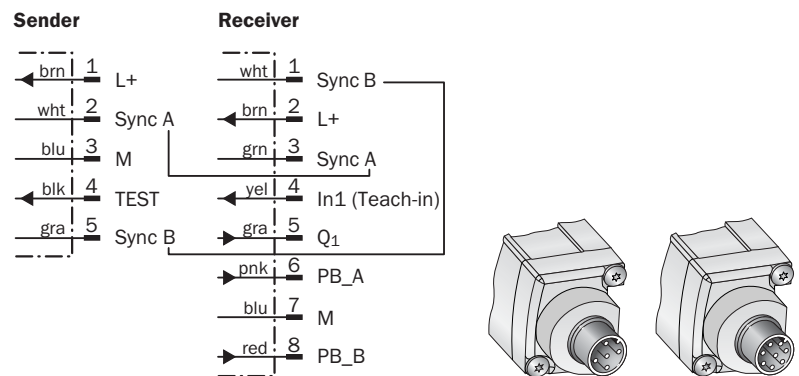 Sender
brn 1 L+
wht 2 Sync A
blu 3 M
blk 4 TEST
gra 5 Sync B
Receiver
wht 1 Sync B
brn 2 L+
grn 3 Sync A
yel 4 In1 (Teach-in)
gra 5 Q1
pnk 6 PB_A
blu 7 M
red 8 PB_B